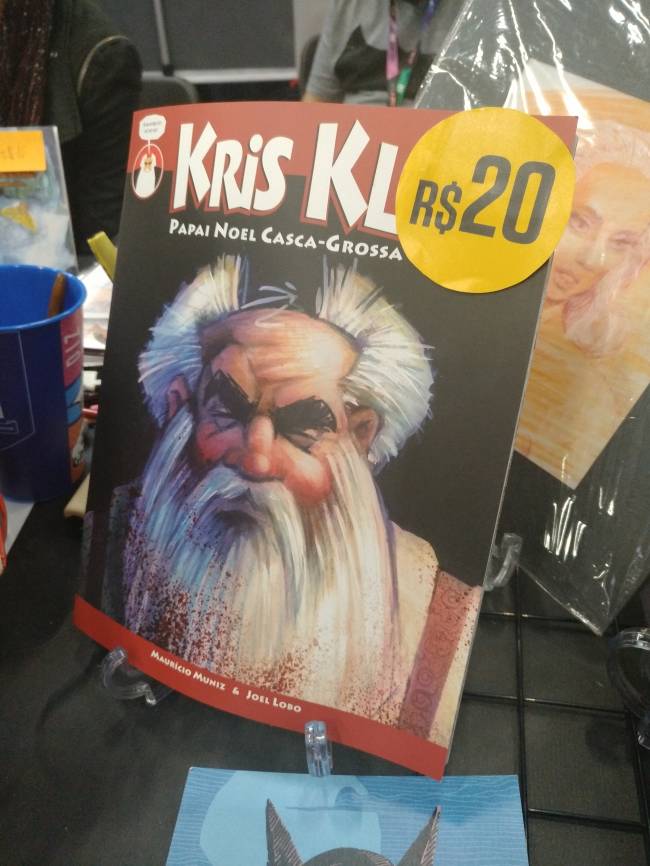 KRIS KL
R$20
PAPAI NOEL CASCA-GROSSA
MAURÍCIO MUNIZ & JOEL LOBO